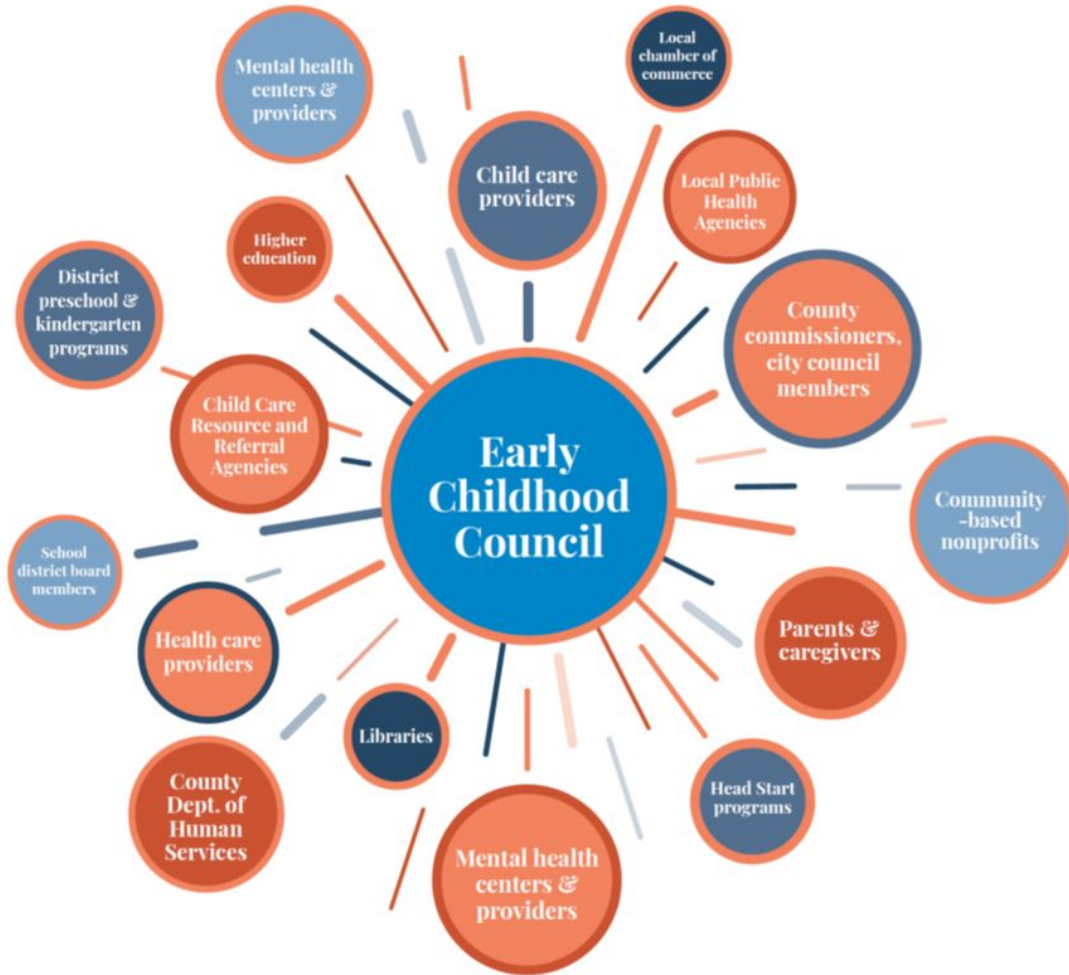 Local
chamber of
commerce
Mental health
centers &
providers
Child care
providers
Local Public
Health
Agencies
Higher
education
District
preschool &
kindergarten
programs
County
commissioners,
city council
members
Child Care
Resource and
Referral
Agencies
Early
Childhood
Council
Community
-based
nonprofits
School
district board
members
Health care
providers
Parents &
caregivers
Libraries
County
Dept. of
Human
Services
Head Start
programs
Mental health
centers &
providers